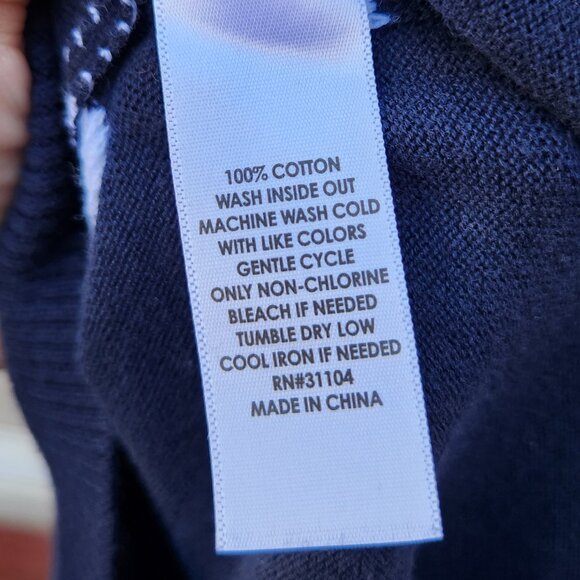 100% COTTON
WASH INSIDE OUT
MACHINE WASH COLD
WITH LIKE COLORS
GENTLE CYCLE
ONLY NON-CHLORINE
BLEACH IF NEEDED
TUMBLE DRY LOW
COOL IRON IF NEEDED
RN#31104
MADE IN CHINA